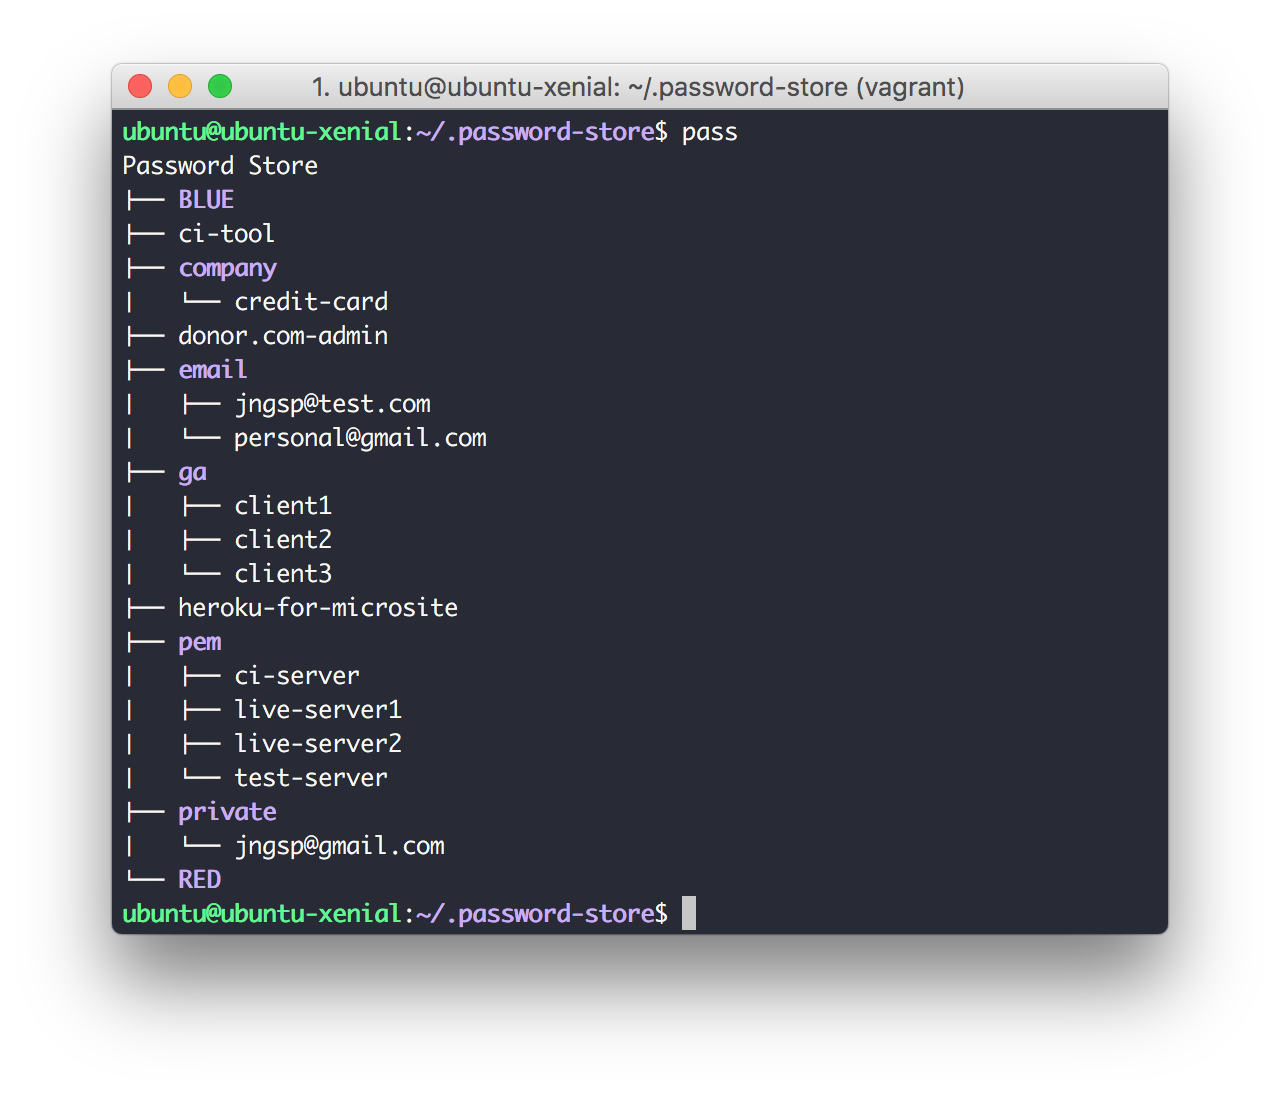 1. ubuntu@ubuntu-xenial: ~/.password-store (vagrant)
ubuntu@ubuntu-xenial:~/.password-store$ pass
Password Store
├── BLUE
├── ci-tool
├── company
│   └── credit-card
├── donor.com-admin
├── email
│   ├── jngsp@test.com
│   └── personal@gmail.com
├── ga
│   ├── client1
│   ├── client2
│   └── client3
├── heroku-for-microsite
├── pem
│   ├── ci-server
│   ├── live-server1
│   ├── live-server2
│   └── test-server
├── private
│   └── jngsp@gmail.com
└── RED
ubuntu@ubuntu-xenial:~/.password-store$